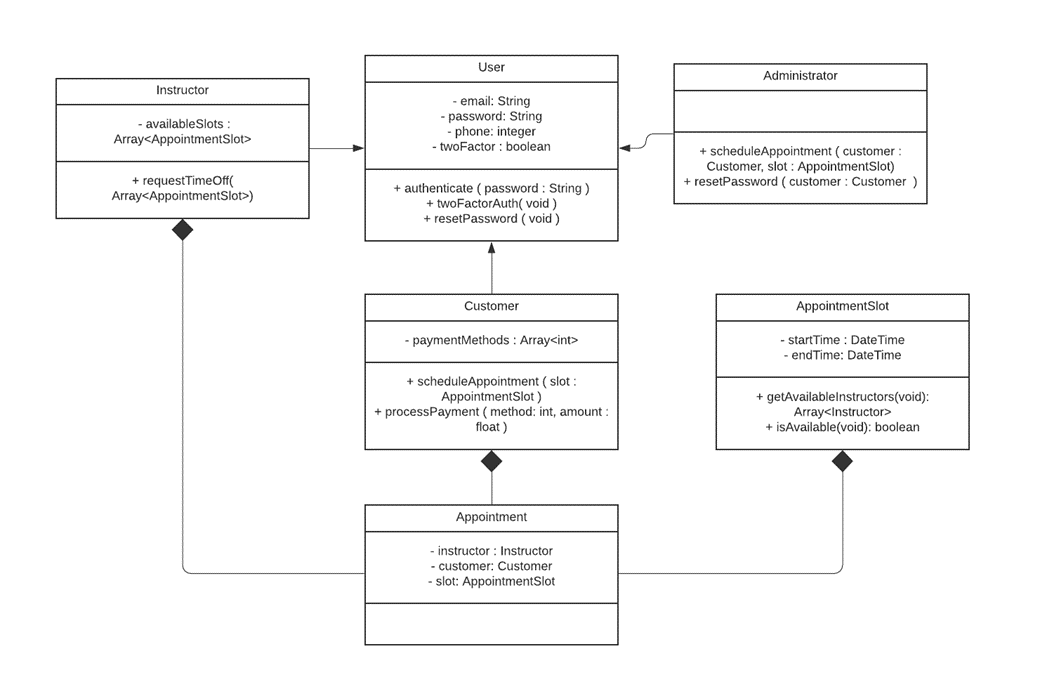 Instructor
- availableSlots :
Array<AppointmentSlot>
+ requestTimeOff(
Array<AppointmentSlot>)
User
- email: String
- password: String
- phone: integer
- twoFactor : boolean
+ authenticate ( password : String )
+ twoFactorAuth( void )
+ resetPassword ( void )
Administrator
+ scheduleAppointment ( customer :
Customer, slot : AppointmentSlot)
+ resetPassword ( customer : Customer )
Customer
- paymentMethods : Array<int>
+ scheduleAppointment ( slot :
AppointmentSlot )
+ processPayment ( method: int, amount :
float )
AppointmentSlot
- startTime : DateTime
- endTime: DateTime
+ getAvailableInstructors(void):
Array<Instructor>
+ isAvailable(void): boolean
Appointment
- instructor : Instructor
- customer: Customer
- slot: AppointmentSlot